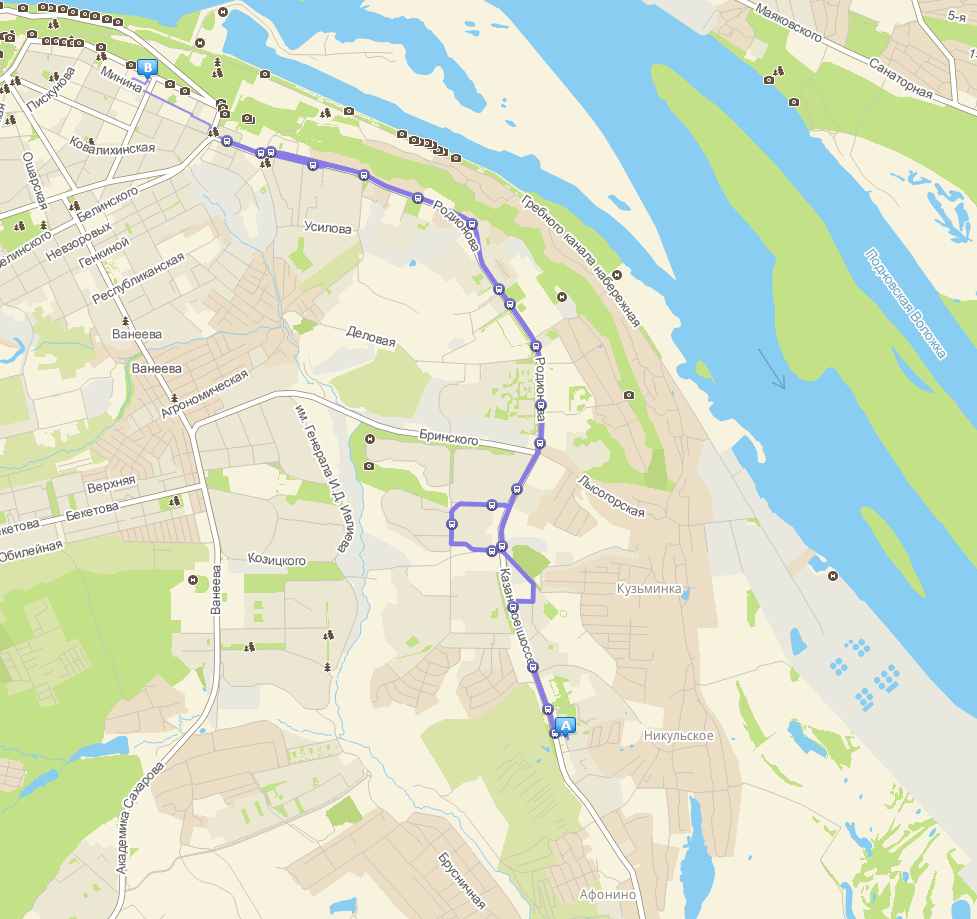 Маяковского
5-я
Санаторная
B
Минина
Пискунова
Ковалихинская
Ошарская
Белинского
Невзоровых
Белинского
Генкиной
Республиканская
Усилова
Родионова
Гребного канала набережная
Подновская Воложка
Ванеева
Деловая
Ванеева
Родионова
Агрономическая
Бринского
им. Генерала И.Д. Ивлиева
Верхняя
Лысогорская
Бекетова
Бекетова
Юбилейная
Козицкого
Ванеева
Казанское шоссе
Кузьминка
A
Никульское
Академика Сахарова
Брусничная
Афонино